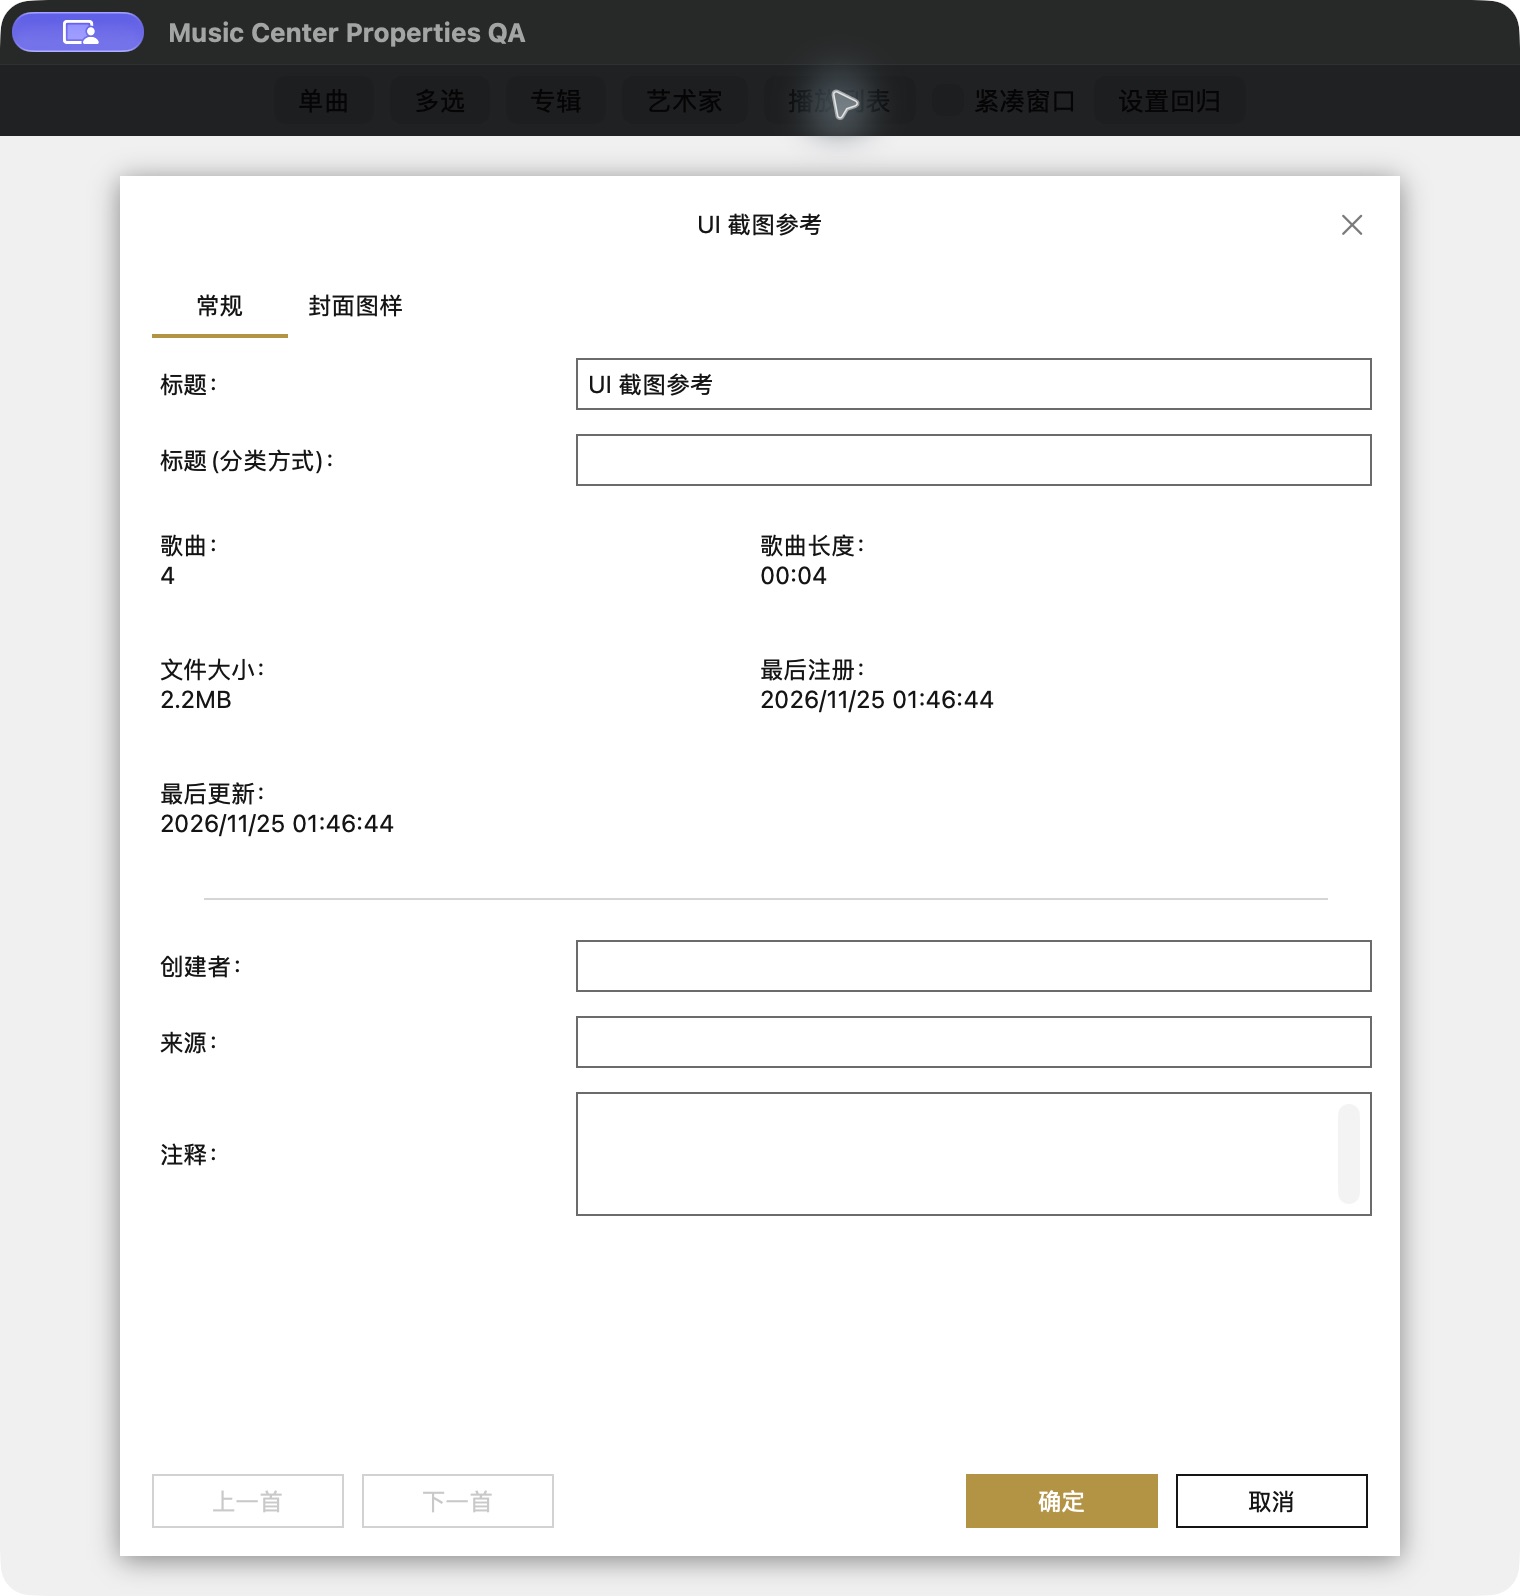 Music Center Properties QA
单曲 多选 专辑 艺术家 播放列表 紧凑窗口 设置回归
UI 截图参考
常规 封面图样
标题: UI 截图参考
标题 (分类方式):
歌曲: 歌曲长度:
4 00:04
文件大小: 最后注册:
2.2MB 2026/11/25 01:46:44
最后更新:
2026/11/25 01:46:44
创建者:
来源:
注释:
上一首 下一首 确定 取消